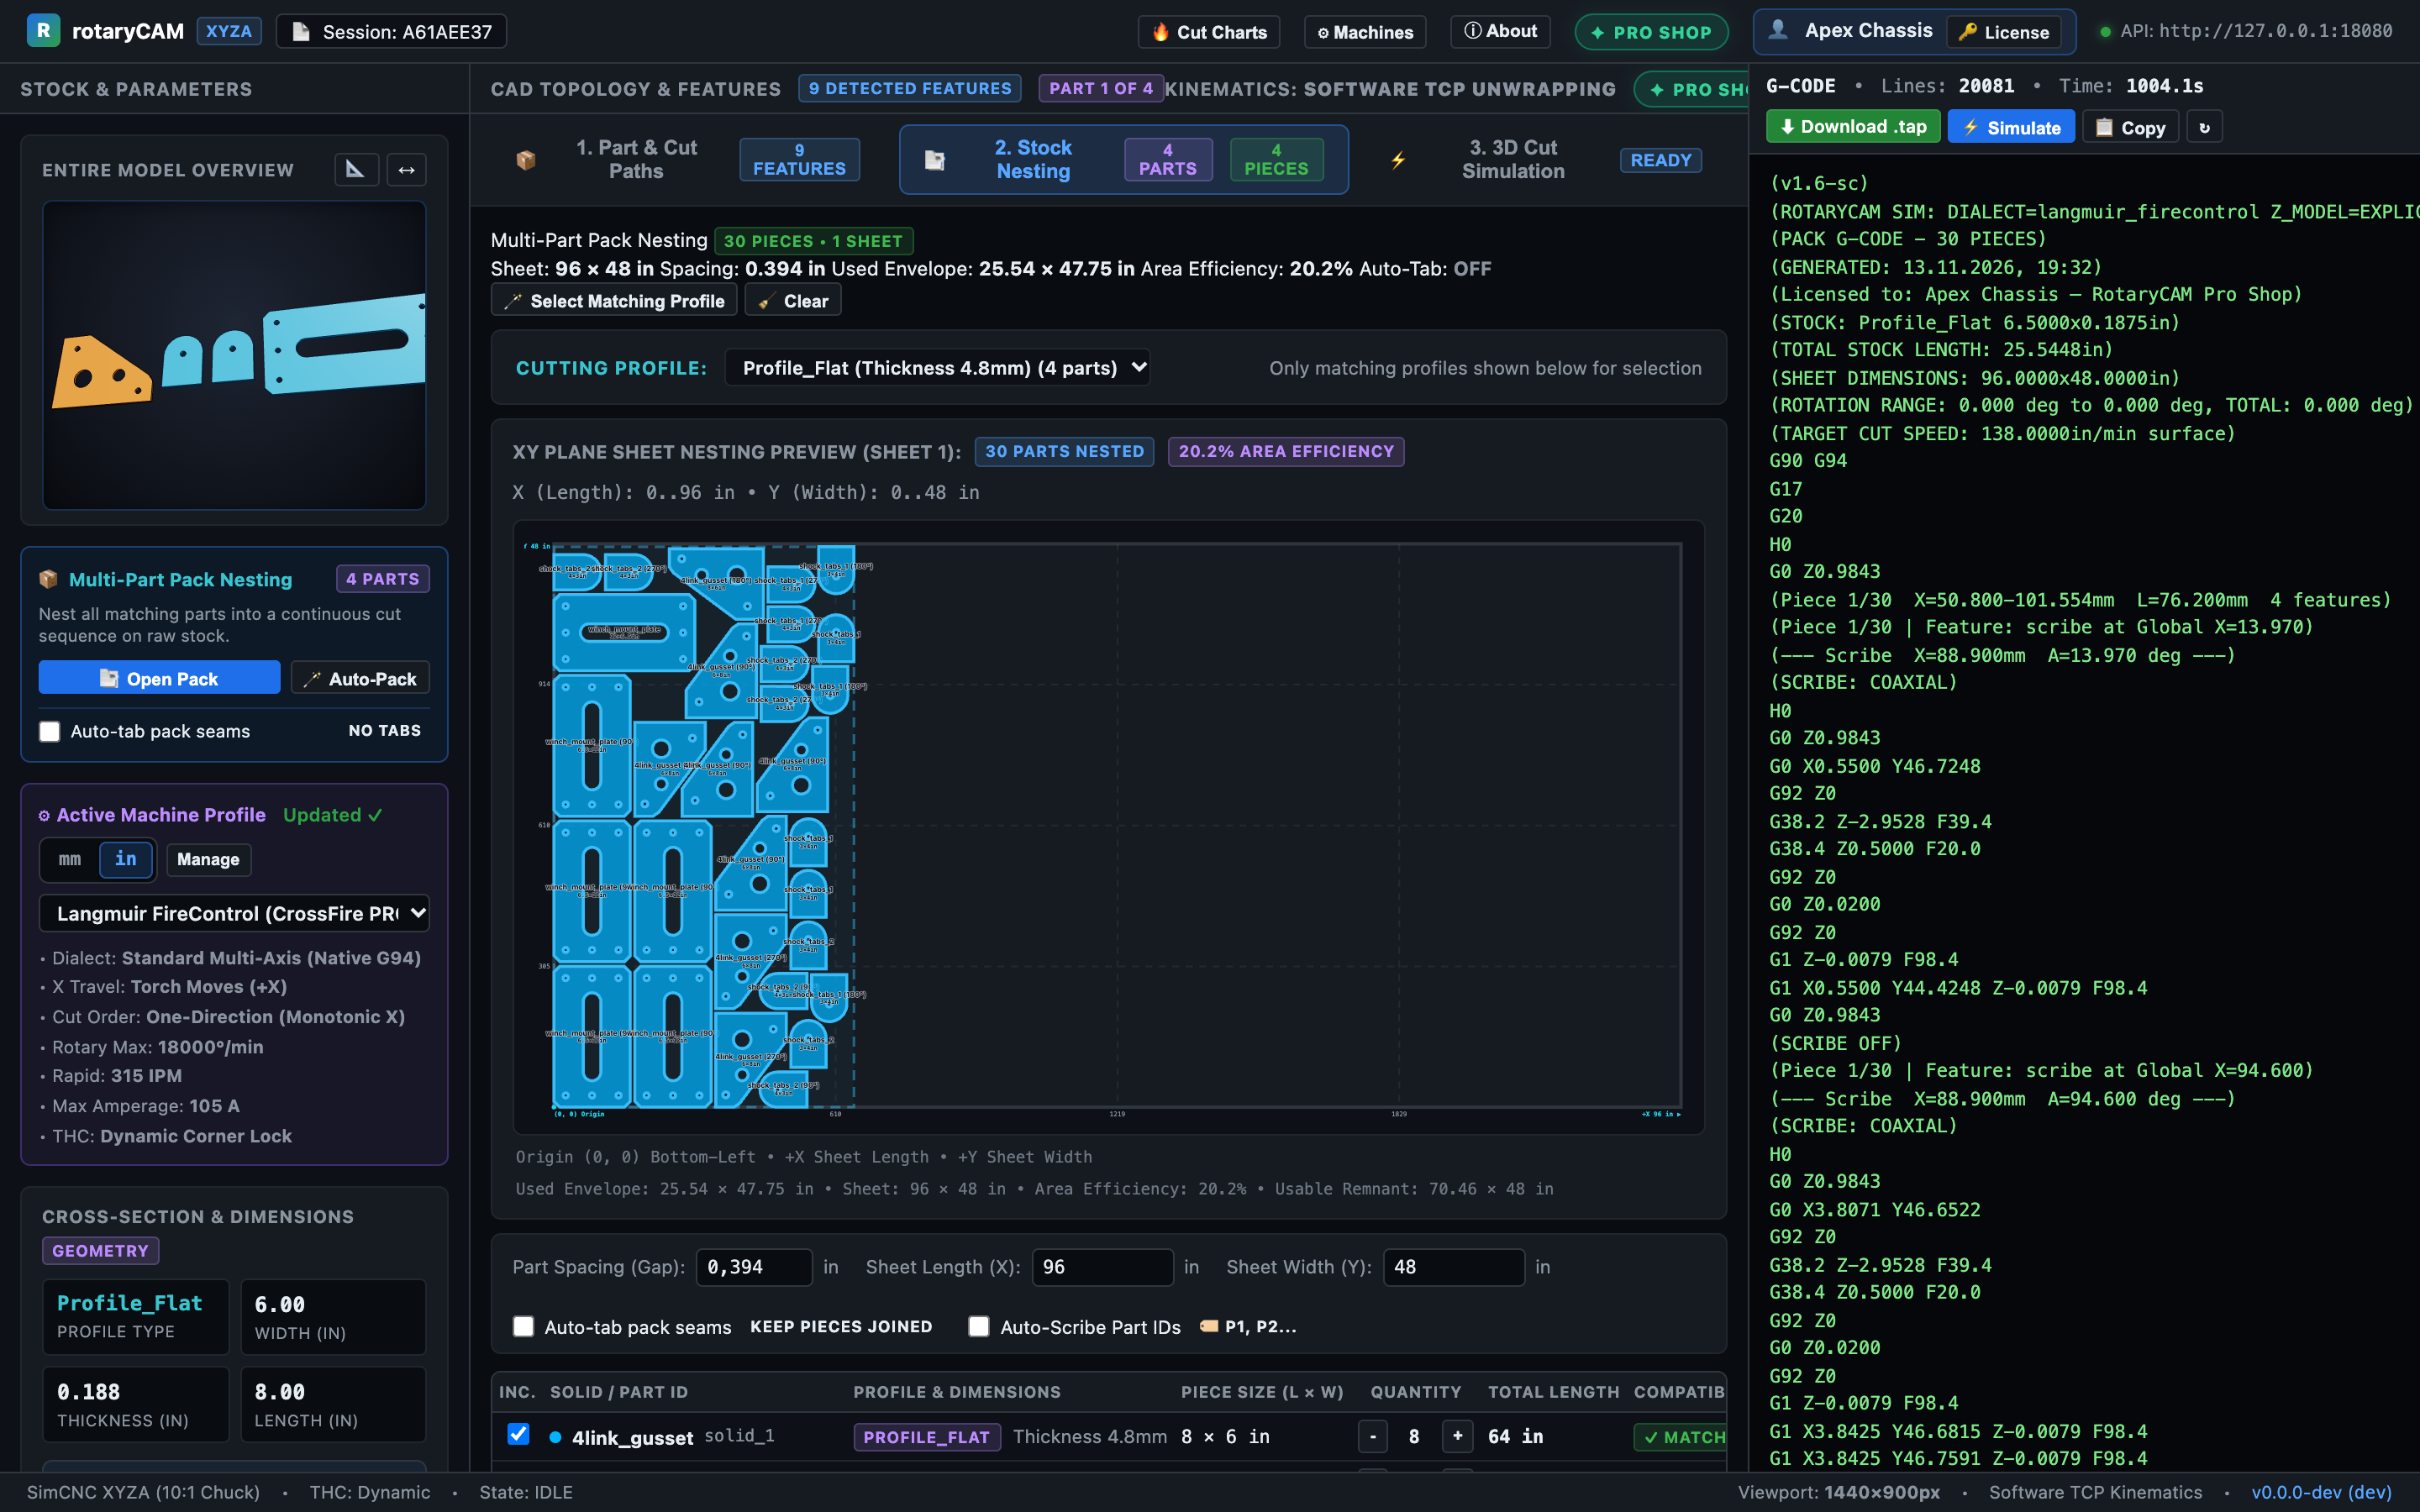 R rotaryCAM XYZA Session: A61AEE37 Cut Charts Machines About PRO SHOP Apex Chassis License API: http://127.0.0.1:18080
STOCK & PARAMETERS
ENTIRE MODEL OVERVIEW
Multi-Part Pack Nesting 4 PARTS
Nest all matching parts into a continuous cut
sequence on raw stock.
Open Pack Auto-Pack
Auto-tab pack seams NO TABS
Active Machine Profile Updated ✓
mm in Manage
Langmuir FireControl (CrossFire PR
• Dialect: Standard Multi-Axis (Native G94)
• X Travel: Torch Moves (+X)
• Cut Order: One-Direction (Monotonic X)
• Rotary Max: 18000°/min
• Rapid: 315 IPM
• Max Amperage: 105 A
• THC: Dynamic Corner Lock
CROSS-SECTION & DIMENSIONS
GEOMETRY
Profile_Flat 6.00
PROFILE TYPE WIDTH (IN)
0.188 8.00
THICKNESS (IN) LENGTH (IN)
CAD TOPOLOGY & FEATURES 9 DETECTED FEATURES PART 1 OF 4 KINEMATICS: SOFTWARE TCP UNWRAPPING PRO SH
1. Part & Cut Paths 9 FEATURES
2. Stock Nesting 4 PARTS 4 PIECES
3. 3D Cut Simulation READY
Multi-Part Pack Nesting 30 PIECES • 1 SHEET
Sheet: 96 × 48 in Spacing: 0.394 in Used Envelope: 25.54 × 47.75 in Area Efficiency: 20.2% Auto-Tab: OFF
Select Matching Profile Clear
CUTTING PROFILE: Profile_Flat (Thickness 4.8mm) (4 parts) Only matching profiles shown below for selection
XY PLANE SHEET NESTING PREVIEW (SHEET 1): 30 PARTS NESTED 20.2% AREA EFFICIENCY
X (Length): 0..96 in • Y (Width): 0..48 in
winch_mount_plate
914
610
305
(0, 0) Origin 610 1219 1829 +X 96 in
Origin (0, 0) Bottom-Left • +X Sheet Length • +Y Sheet Width
Used Envelope: 25.54 × 47.75 in • Sheet: 96 × 48 in • Area Efficiency: 20.2% • Usable Remnant: 70.46 × 48 in
Part Spacing (Gap): 0,394 in Sheet Length (X): 96 in Sheet Width (Y): 48 in
Auto-tab pack seams KEEP PIECES JOINED Auto-Scribe Part IDs P1, P2...
INC. SOLID / PART ID PROFILE & DIMENSIONS PIECE SIZE (L × W) QUANTITY TOTAL LENGTH COMPATIB
4link_gusset solid_1 PROFILE_FLAT Thickness 4.8mm 8 × 6 in - 8 + 64 in ✓ MATCH
G-CODE • Lines: 20081 • Time: 1004.1s
Download .tap Simulate Copy ↻
(v1.6-sc)
(ROTARYCAM SIM: DIALECT=langmuir_firecontrol Z_MODEL=EXPLIC
(PACK G-CODE - 30 PIECES)
(GENERATED: 13.11.2026, 19:32)
(Licensed to: Apex Chassis — RotaryCAM Pro Shop)
(STOCK: Profile_Flat 6.5000x0.1875in)
(TOTAL STOCK LENGTH: 25.5448in)
(SHEET DIMENSIONS: 96.0000x48.0000in)
(ROTATION RANGE: 0.000 deg to 0.000 deg, TOTAL: 0.000 deg)
(TARGET CUT SPEED: 138.0000in/min surface)
G90 G94
G17
G20
H0
G0 Z0.9843
(Piece 1/30  X=50.800-101.554mm  L=76.200mm  4 features)
(Piece 1/30 | Feature: scribe at Global X=13.970)
(--- Scribe  X=88.900mm  A=13.970 deg ---)
(SCRIBE: COAXIAL)
H0
G0 Z0.9843
G0 X0.5500 Y46.7248
G92 Z0
G38.2 Z-2.9528 F39.4
G38.4 Z0.5000 F20.0
G92 Z0
G0 Z0.0200
G92 Z0
G1 Z-0.0079 F98.4
G1 X0.5500 Y44.4248 Z-0.0079 F98.4
G0 Z0.9843
(SCRIBE OFF)
(Piece 1/30 | Feature: scribe at Global X=94.600)
(--- Scribe  X=88.900mm  A=94.600 deg ---)
(SCRIBE: COAXIAL)
H0
G0 Z0.9843
G0 X3.8071 Y46.6522
G92 Z0
G38.2 Z-2.9528 F39.4
G38.4 Z0.5000 F20.0
G92 Z0
G0 Z0.0200
G92 Z0
G1 Z-0.0079 F98.4
G1 X3.8425 Y46.6815 Z-0.0079 F98.4
G1 X3.8425 Y46.7591 Z-0.0079 F98.4
SimCNC XYZA (10:1 Chuck) • THC: Dynamic • State: IDLE Viewport: 1440×900px • Software TCP Kinematics • v0.0.0-dev (dev)